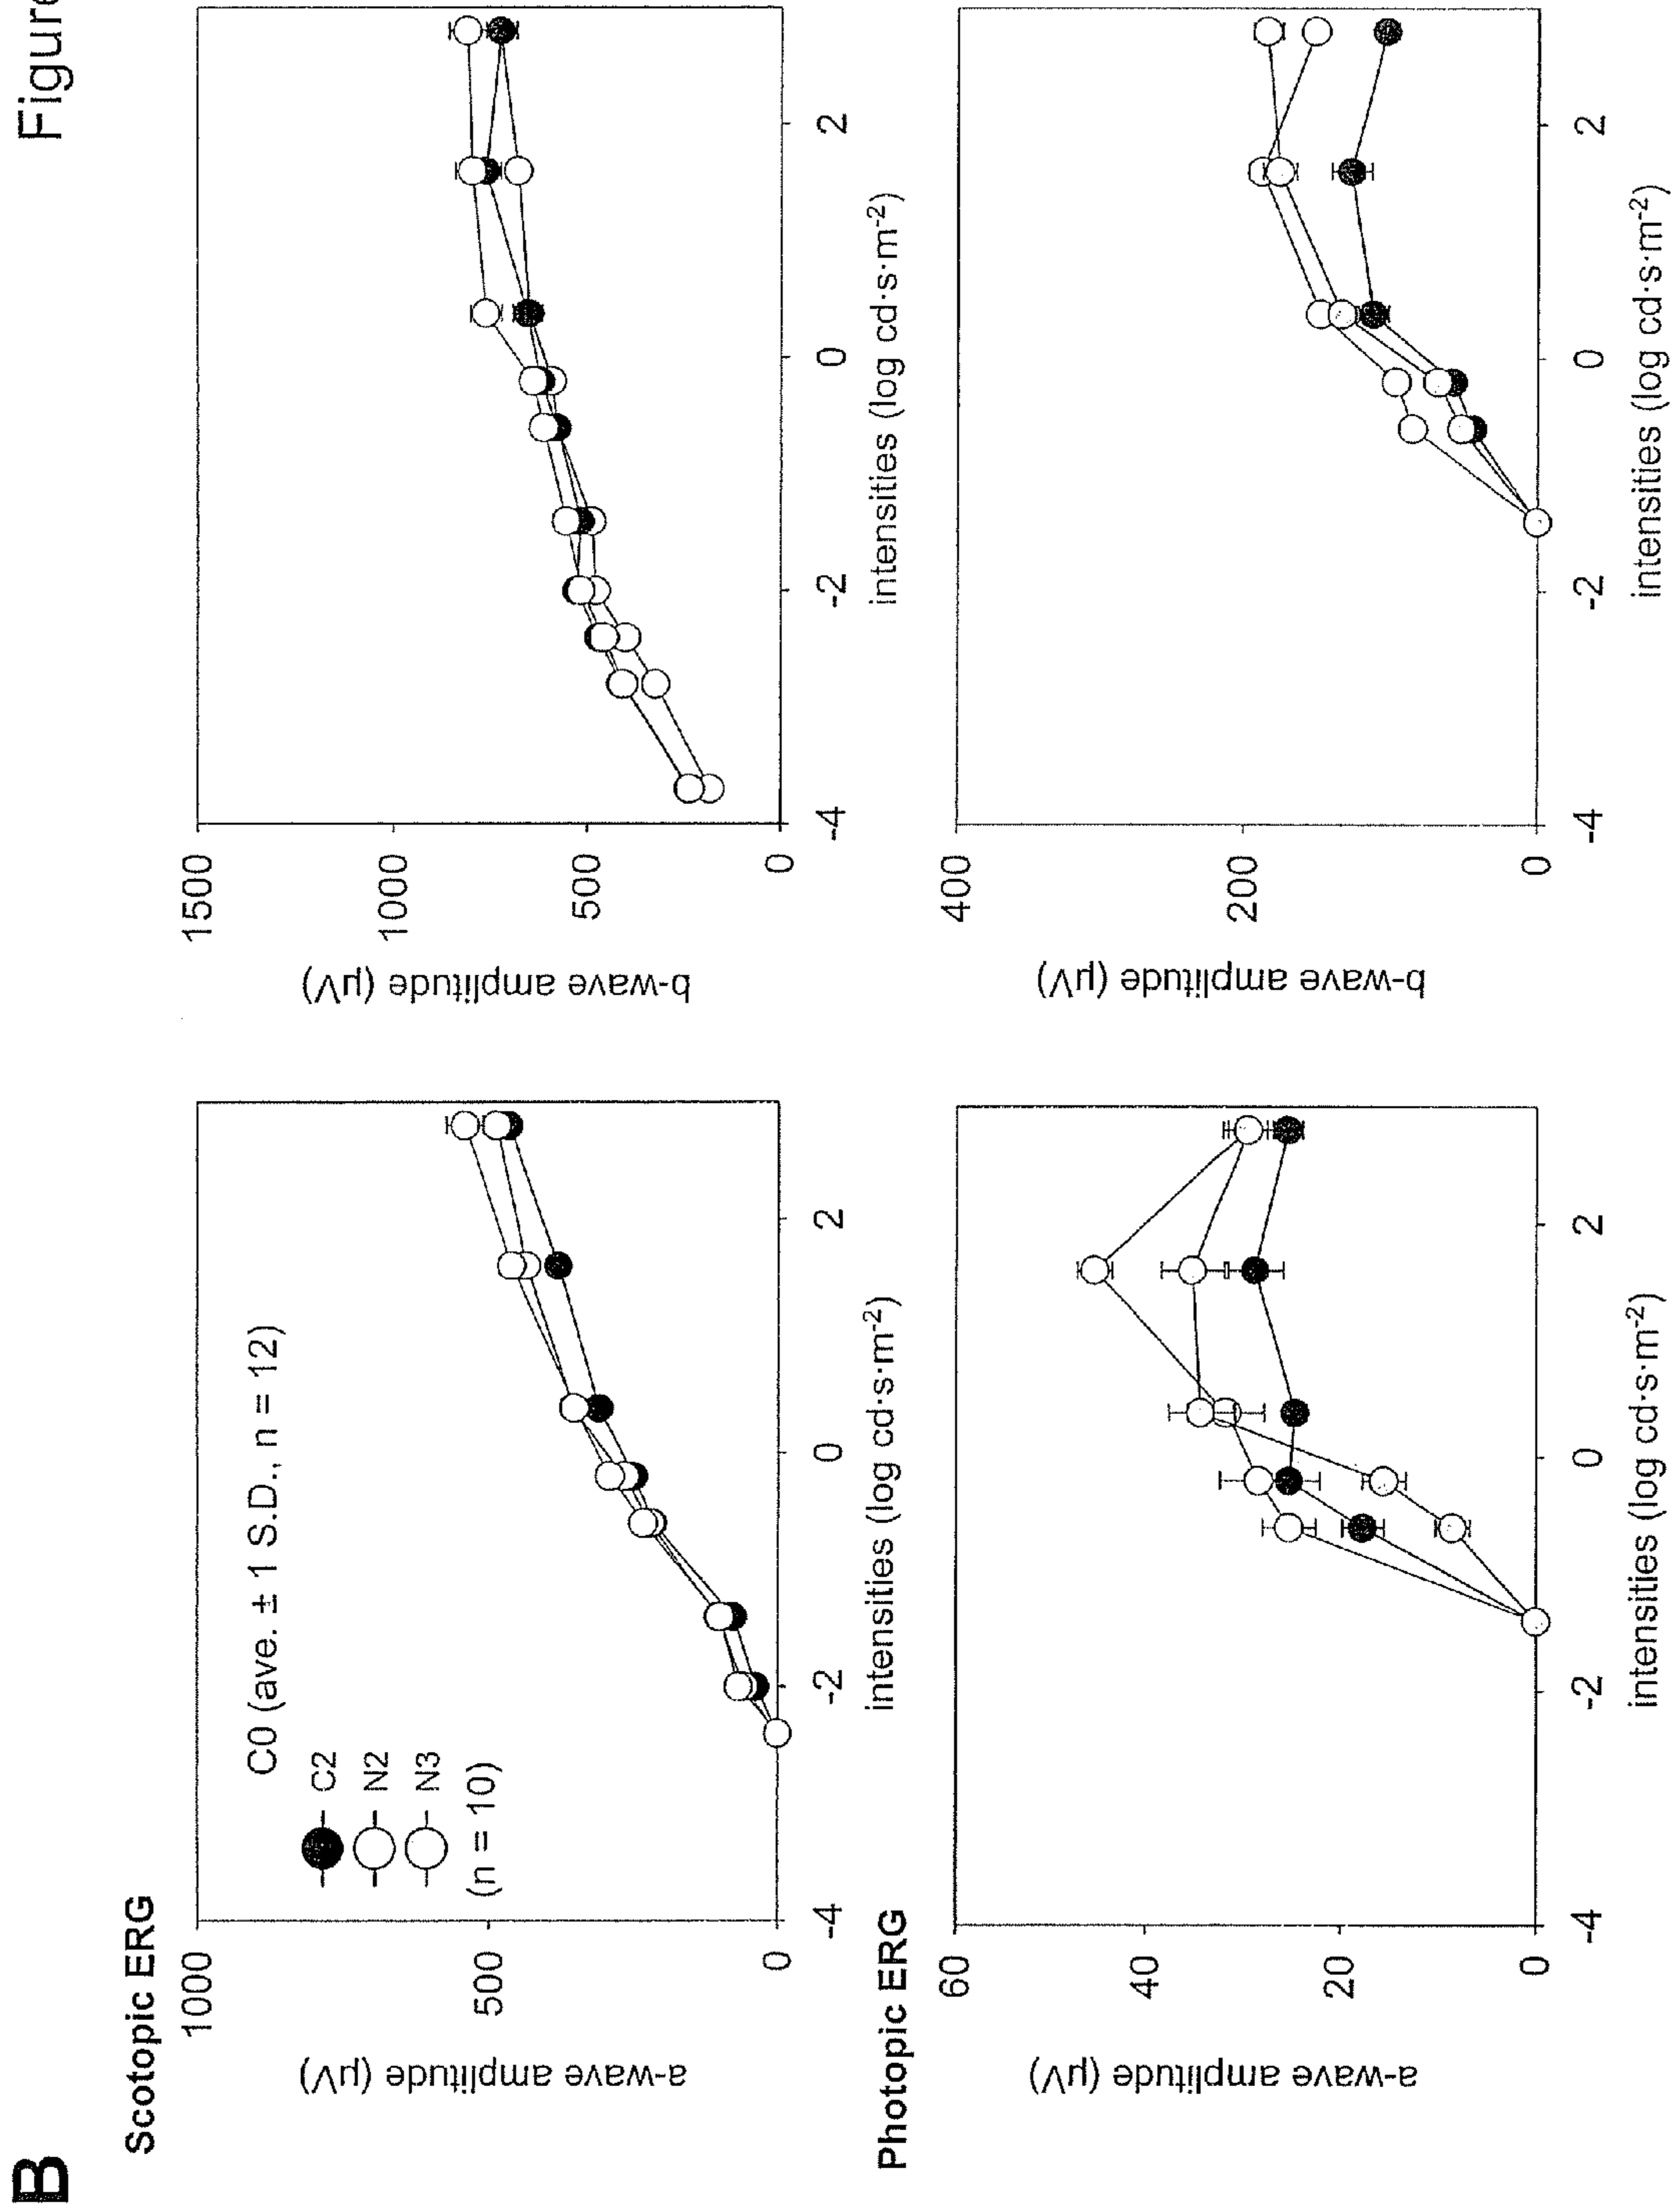 Figure
B
Scotopic ERG
a-wave amplitude (µV)
1000
500
0
C0 (ave. ± 1 S.D., n = 12)
C2
N2
N3
(n = 10)
-4
-2
0
2
intensities (log cd·s·m-2)
b-wave amplitude (µV)
1500
1000
500
0
-4
-2
0
2
intensities (log cd·s·m-2)
Photopic ERG
a-wave amplitude (µV)
60
40
20
0
-4
-2
0
2
intensities (log cd·s·m-2)
b-wave amplitude (µV)
400
200
0
-4
-2
0
2
intensities (log cd·s·m-2)